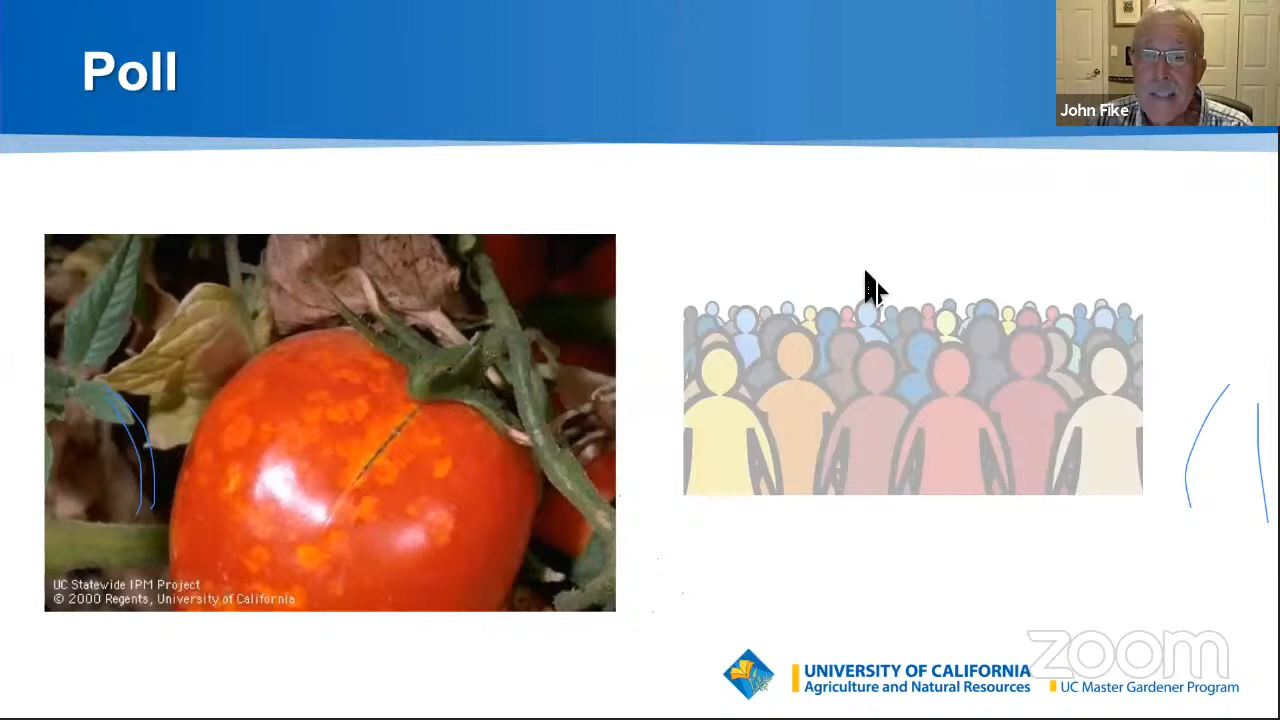 Poll
John Fike
UC Statewide IPM Project
© 2000 Regents, University of California
zoom
UNIVERSITY OF CALIFORNIA
Agriculture and Natural Resources
UC Master Gardener Program